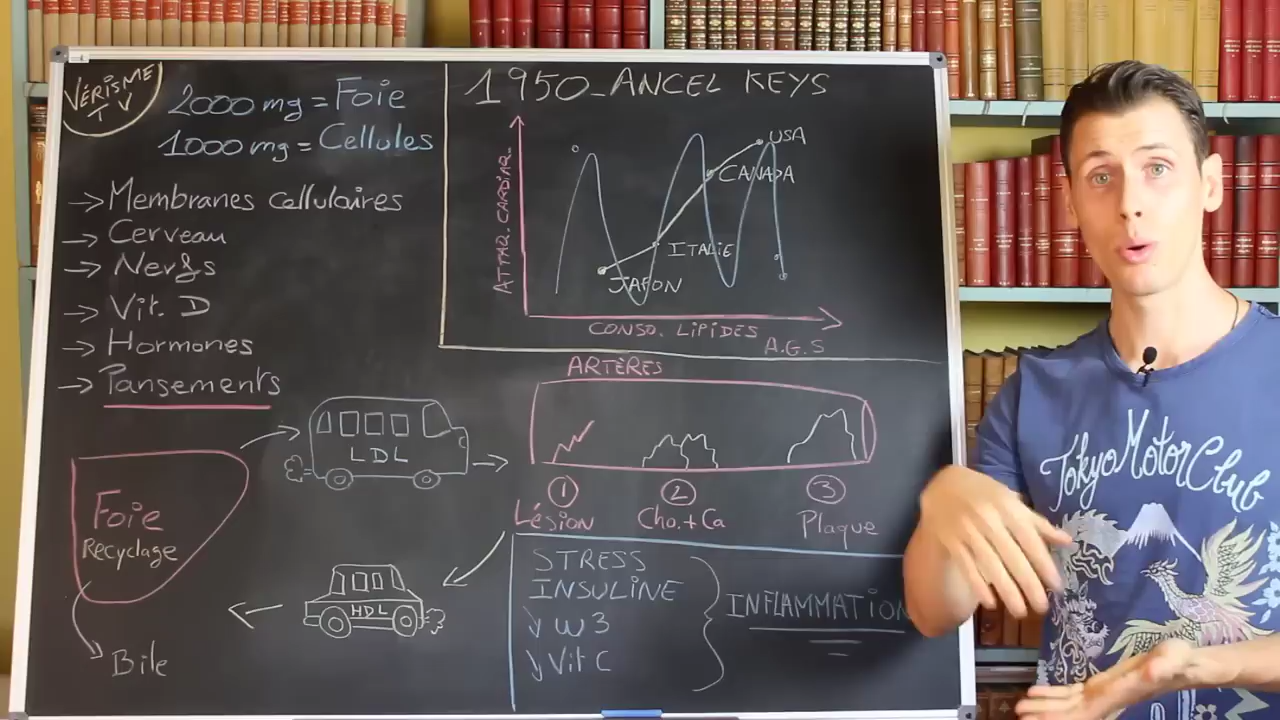 VÉRISME
TV
2000 mg = Foie
1000 mg = Cellules
→ Membranes cellulaires
→ Cerveau
→ Nerfs
→ Vit. D
→ Hormones
→ Pansements
Foie
Recyclage
Bile
LDL
HDL
1950_ANCEL KEYS
ATTAQ. CARDIAQ.
USA
CANADA
ITALIE
JAPON
CONSO. LIPIDES
A.G.S
ARTÈRES
① ② ③
Lésion Cho.+Ca Plaque
STRESS
INSULINE
↘ W3
↘ Vit C
INFLAMMATION
Tokyo Motor Club